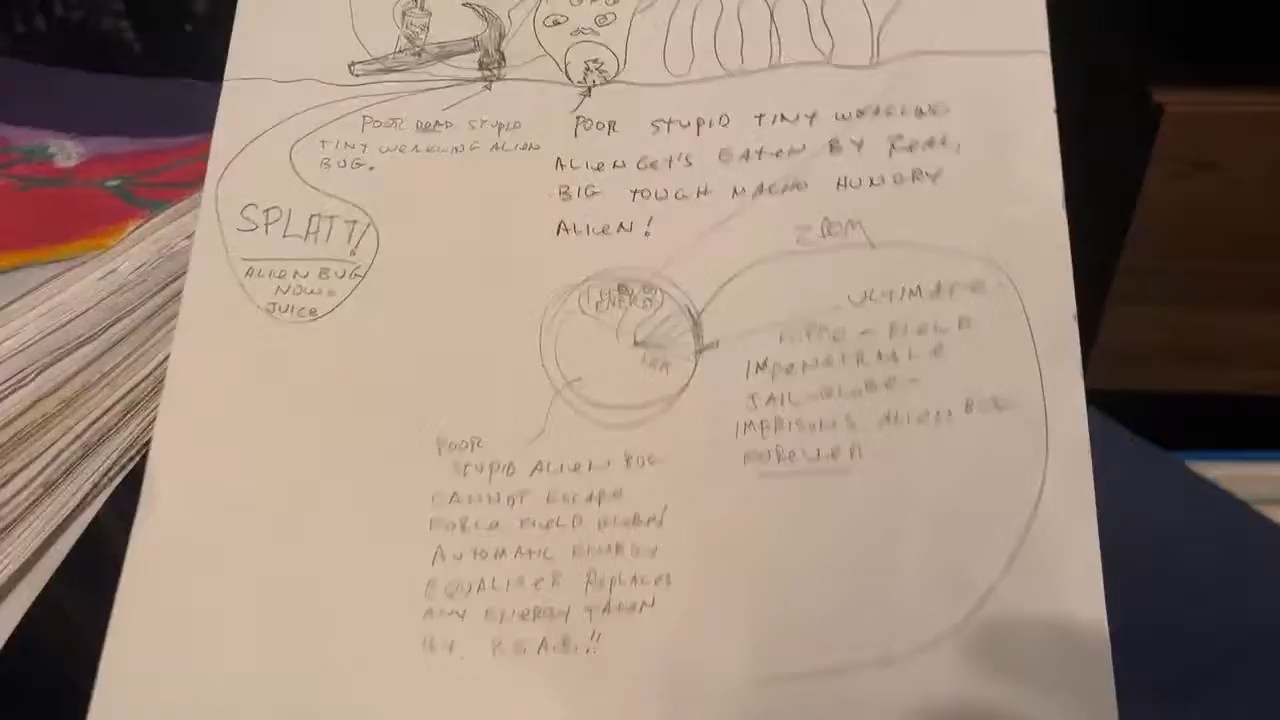 POOR DEAD STUPID
TINY WEAKLING ALIEN
BUG.
POOR STUPID TINY WEAKLING
ALIEN GET'S EATEN BY REAL,
BIG TOUGH MACHO HUNGRY
ALIEN!
SPLATT!
ALIEN BUG
NOW=
JUICE
ZOOM
ULTIMATE
FIELD
IMPENETRABLE
JAIL-GLOBE-
IMPRISONS ALIEN BUG
FOREVER
POOR
STUPID ALIEN BUG
CANNOT ESCAPE
FORCE FIELD GLOBE!
AUTOMATIC ENERGY
EQUALIZER REPLACES
ANY ENERGY TAKEN
BY